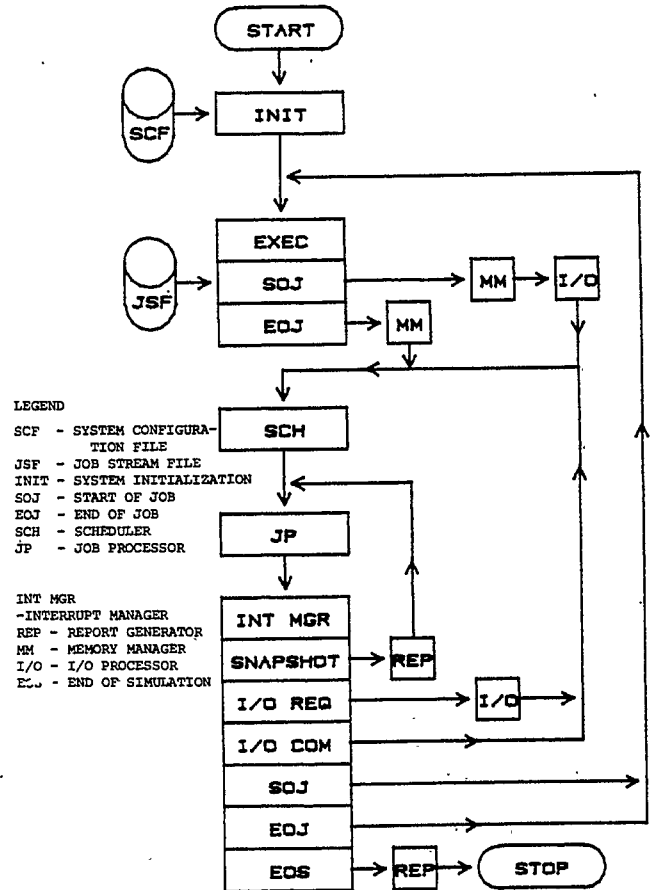 START
SCF
INIT
EXEC
JSF
SOJ
MM
I/O
EOJ
MM
LEGEND
SCF - SYSTEM CONFIGURA-
TION FILE
JSF - JOB STREAM FILE
INIT - SYSTEM INITIALIZATION
SOJ - START OF JOB
EOJ - END OF JOB
SCH - SCHEDULER
JP - JOB PROCESSOR
INT MGR
-INTERRUPT MANAGER
REP - REPORT GENERATOR
MM - MEMORY MANAGER
I/O - I/O PROCESSOR
- END OF SIMULATION
SCH
JP
INT MGR
SNAPSHOT
REP
I/O REQ
I/O
I/O COM
SOJ
EOJ
EOS
REP
STOP